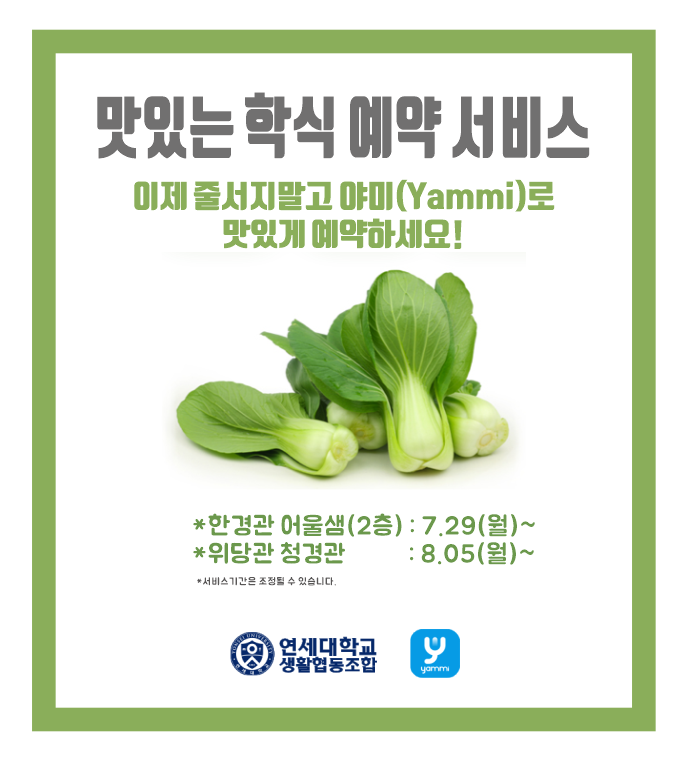 맛있는 학식 예약 서비스
이제 줄서지말고 야미(Yammi)로
맛있게 예약하세요!
*한경관 어울샘(2층) : 7.29(월)~
*위당관 청경관 : 8.05(월)~
*서비스기간은 조정될 수 있습니다.
연세대학교
생활협동조합
yammi